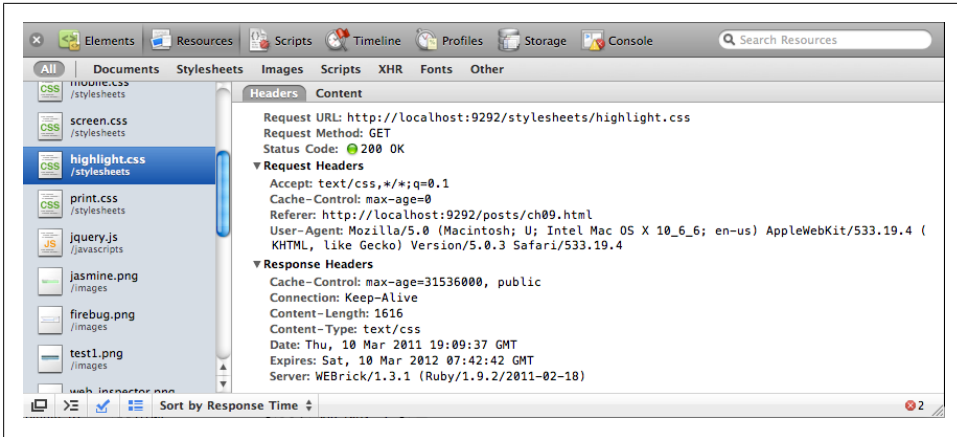 Elements Resources Scripts Timeline Profiles Storage Console Search Resources
All Documents Stylesheets Images Scripts XHR Fonts Other
mobile.css
/stylesheets
screen.css
/stylesheets
highlight.css
/stylesheets
print.css
/stylesheets
jquery.js
/javascripts
jasmine.png
/images
firebug.png
/images
test1.png
/images
web_inspector.png
Headers Content
Request URL: http://localhost:9292/stylesheets/highlight.css
Request Method: GET
Status Code: 200 OK
Request Headers
Accept: text/css,*/*;q=0.1
Cache-Control: max-age=0
Referer: http://localhost:9292/posts/ch09.html
User-Agent: Mozilla/5.0 (Macintosh; U; Intel Mac OS X 10_6_6; en-us) AppleWebKit/533.19.4 (
KHTML, like Gecko) Version/5.0.3 Safari/533.19.4
Response Headers
Cache-Control: max-age=31536000, public
Connection: Keep-Alive
Content-Length: 1616
Content-Type: text/css
Date: Thu, 10 Mar 2011 19:09:37 GMT
Expires: Sat, 10 Mar 2012 07:42:42 GMT
Server: WEBrick/1.3.1 (Ruby/1.9.2/2011-02-18)
Sort by Response Time 2